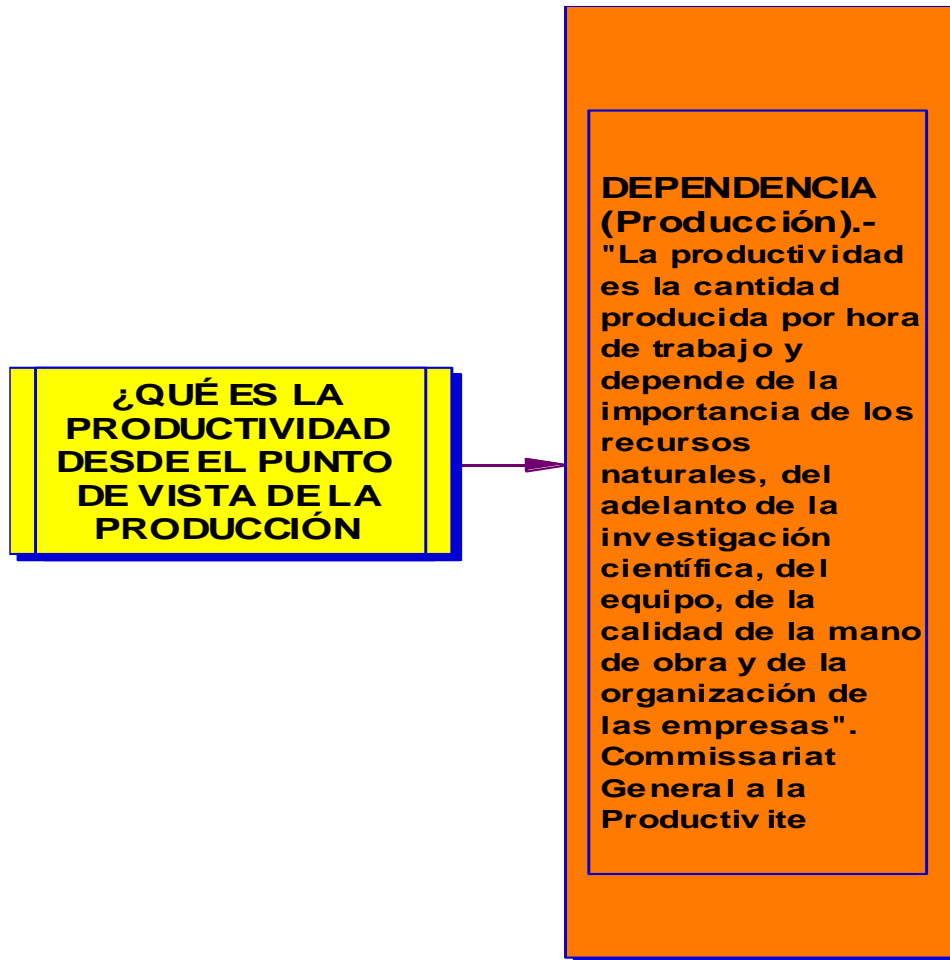 ¿QUÉ ES LA
PRODUCTIVIDAD
DESDE EL PUNTO
DE VISTA DE LA
PRODUCCIÓN
DEPENDENCIA
(Producción).-
"La productividad
es la cantidad
producida por hora
de trabajo y
depende de la
importancia de los
recursos
naturales, del
adelanto de la
investigación
científica, del
equipo, de la
calidad de la mano
de obra y de la
organización de
las empresas".
Commissariat
General a la
Productivite